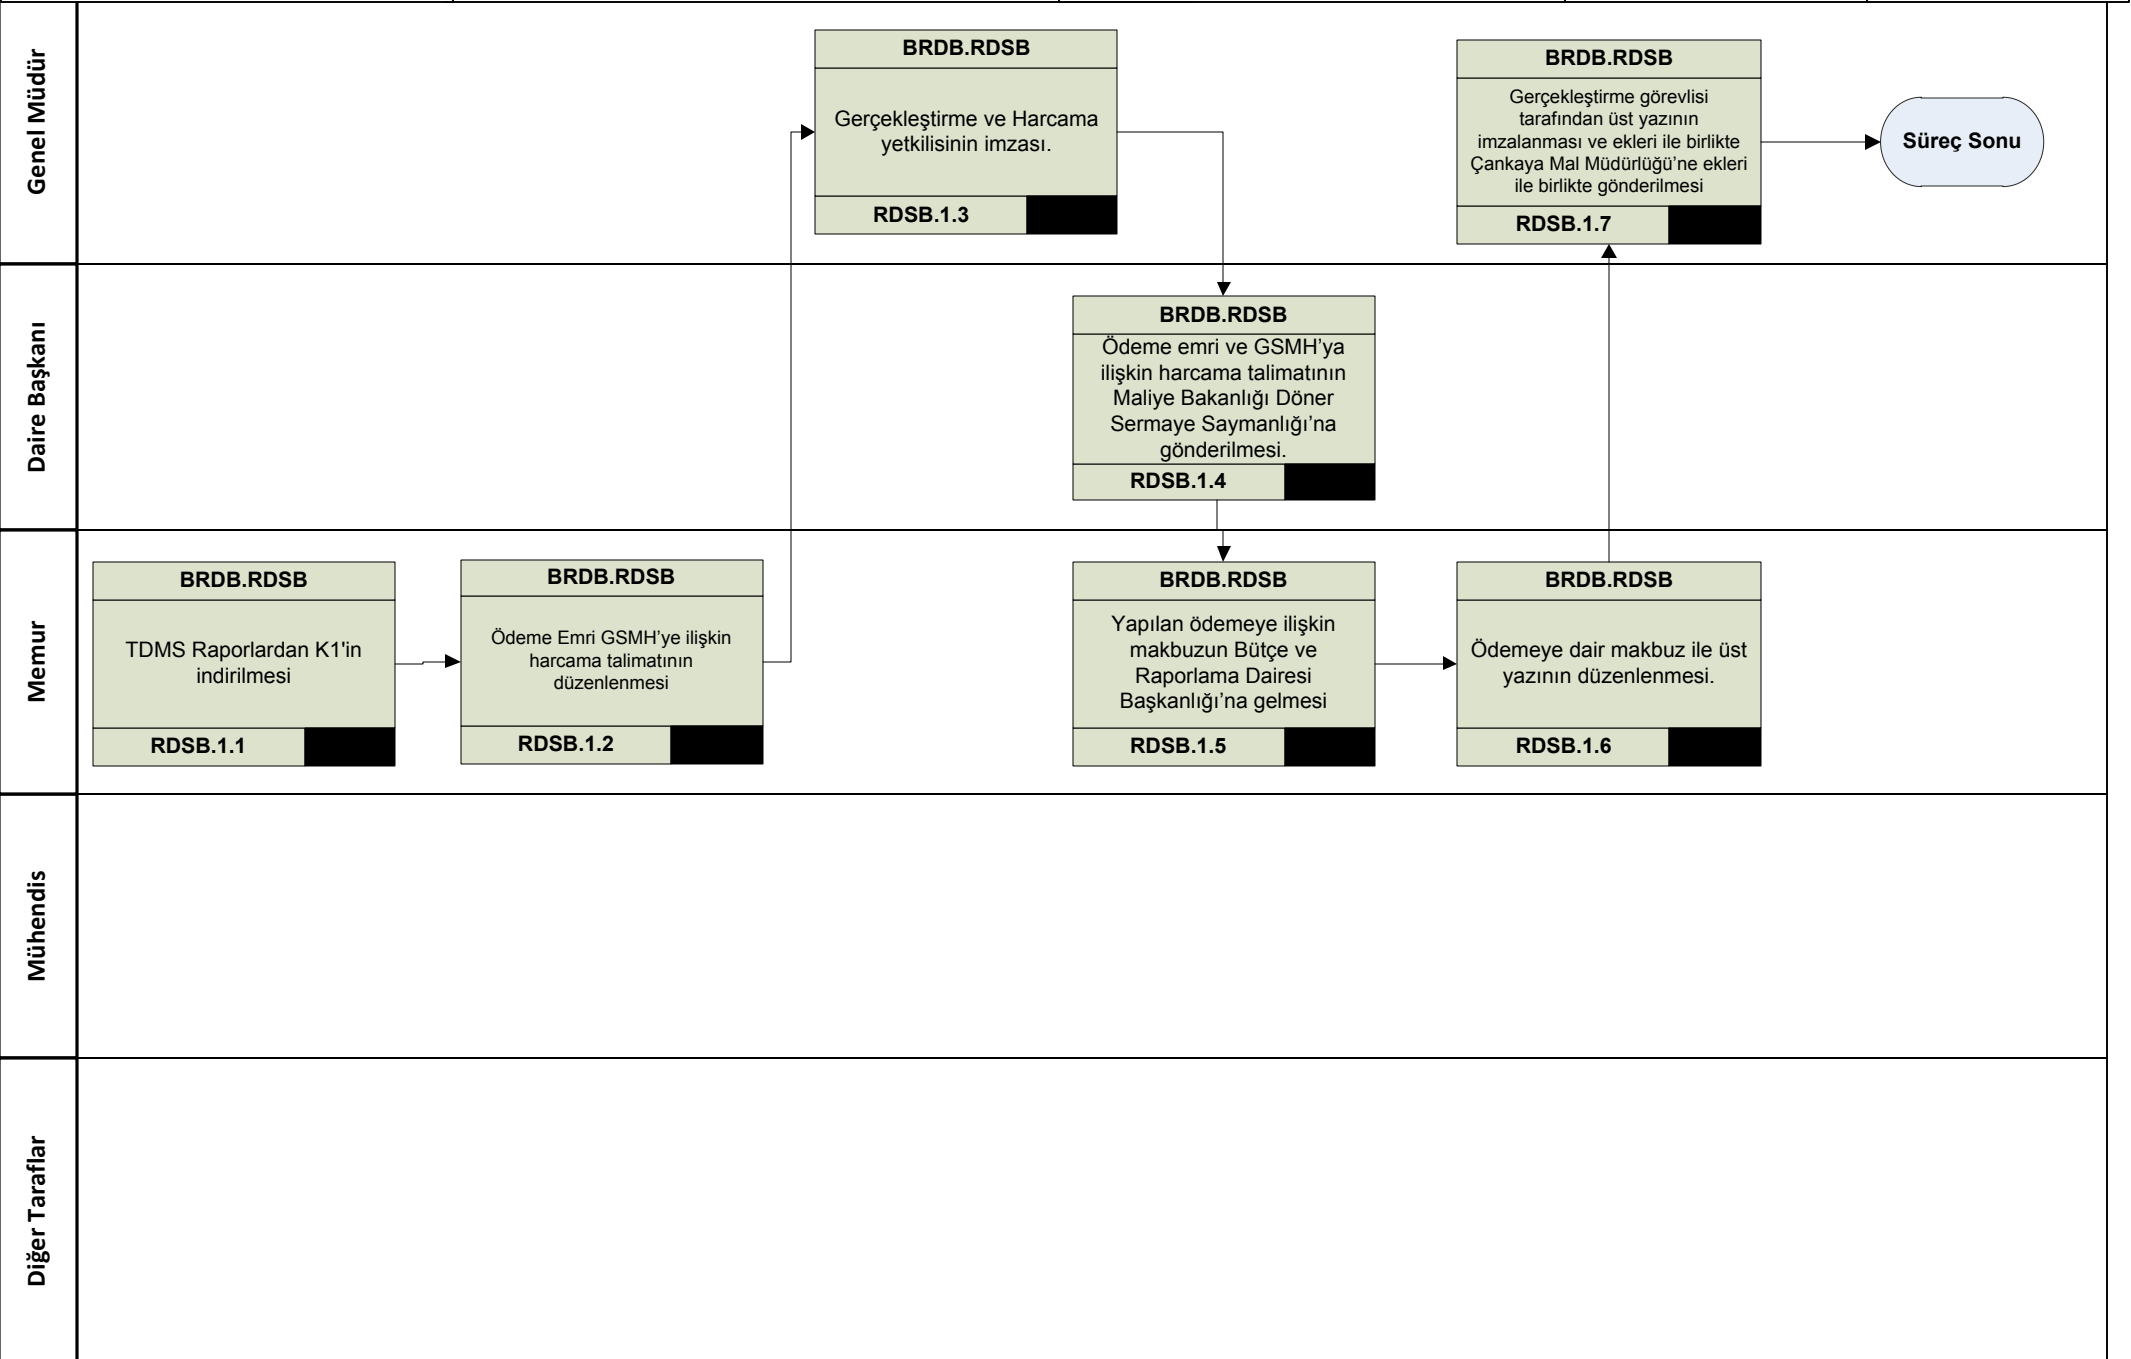 Genel Müdür
BRDB.RDSB
Gerçekleştirme ve Harcama
yetkilisinin imzası.
RDSB.1.3
BRDB.RDSB
Gerçekleştirme görevlisi
tarafından üst yazının
imzalanması ve ekleri ile birlikte
Çankaya Mal Müdürlüğü’ne ekleri
ile birlikte gönderilmesi
RDSB.1.7
Süreç Sonu
Daire Başkanı
BRDB.RDSB
Ödeme emri ve GSMH’ya
ilişkin harcama talimatının
Maliye Bakanlığı Döner
Sermaye Saymanlığı’na
gönderilmesi.
RDSB.1.4
Memur
BRDB.RDSB
TDMS Raporlardan K1'in
indirilmesi
RDSB.1.1
BRDB.RDSB
Ödeme Emri GSMH’ye ilişkin
harcama talimatının
düzenlenmesi
RDSB.1.2
BRDB.RDSB
Yapılan ödemeye ilişkin
makbuzun Bütçe ve
Raporlama Dairesi
Başkanlığı’na gelmesi
RDSB.1.5
BRDB.RDSB
Ödemeye dair makbuz ile üst
yazının düzenlenmesi.
RDSB.1.6
Mühendis
Diğer Taraflar